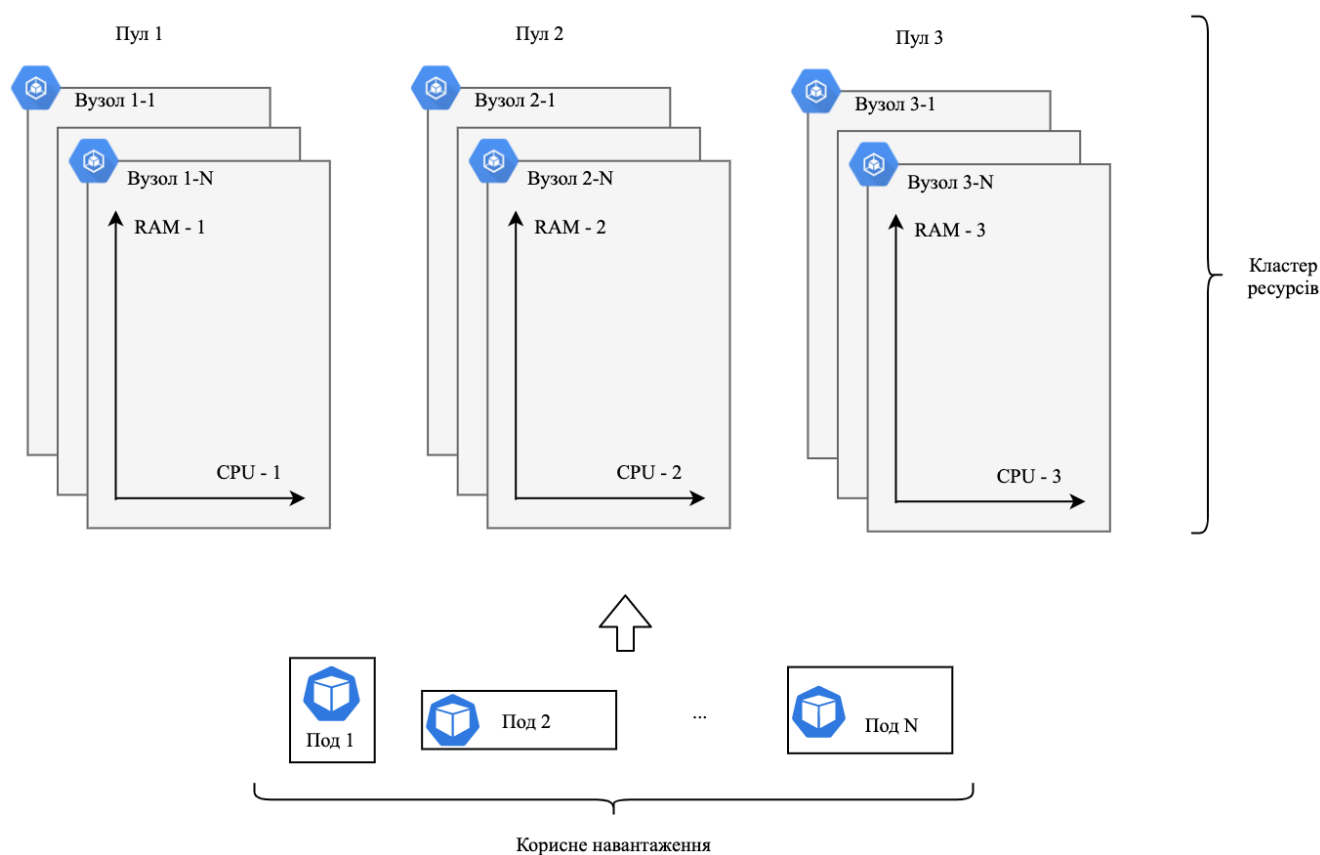 Пул 1
Пул 2
Пул 3
Вузол 1-1
Вузол 2-1
Вузол 3-1
Вузол 1-N
Вузол 2-N
Вузол 3-N
RAM - 1
RAM - 2
RAM - 3
Кластер
ресурсів
CPU - 1
CPU - 2
CPU - 3
Под 1
Под 2
...
Под N
Корисне навантаження